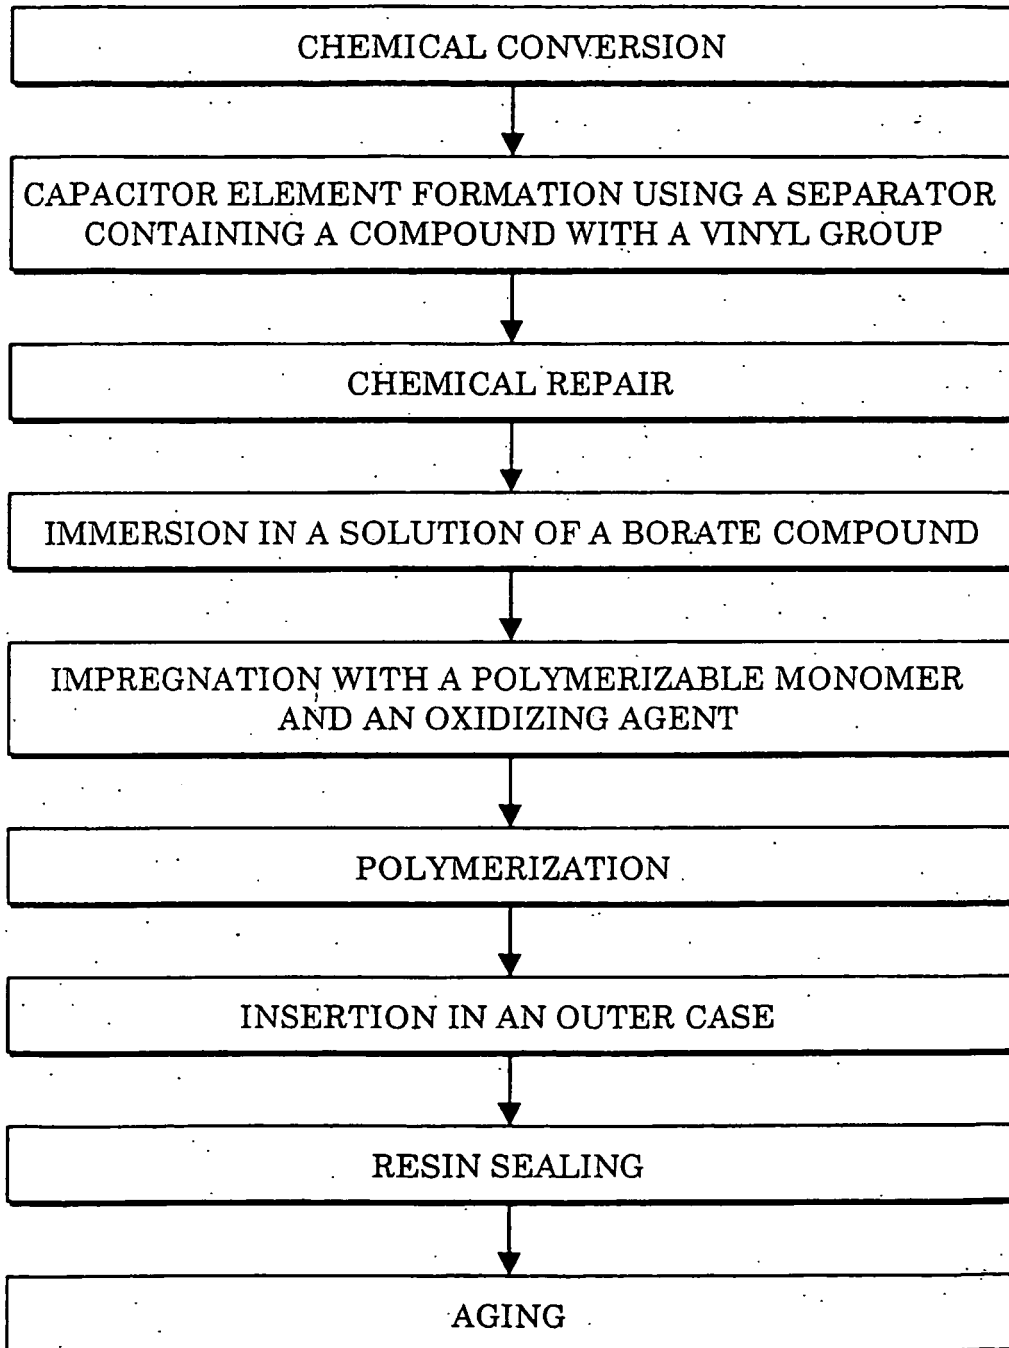 CHEMICAL CONVERSION
CAPACITOR ELEMENT FORMATION USING A SEPARATOR
CONTAINING A COMPOUND WITH A VINYL GROUP
CHEMICAL REPAIR
IMMERSION IN A SOLUTION OF A BORATE COMPOUND
IMPREGNATION WITH A POLYMERIZABLE MONOMER
AND AN OXIDIZING AGENT
POLYMERIZATION
INSERTION IN AN OUTER CASE
RESIN SEALING
AGING